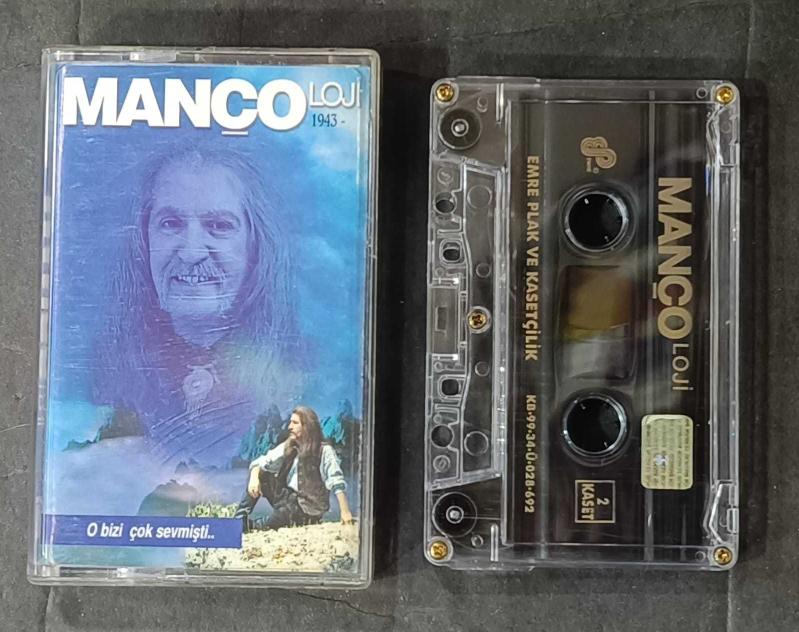 MANÇO LOJİ
1943 -
O bizi çok sevmişti..
MANÇO LOJİ
EMRE PLAK VE KASETÇİLİK KB•99•34•Ü•028•692
2
KASET